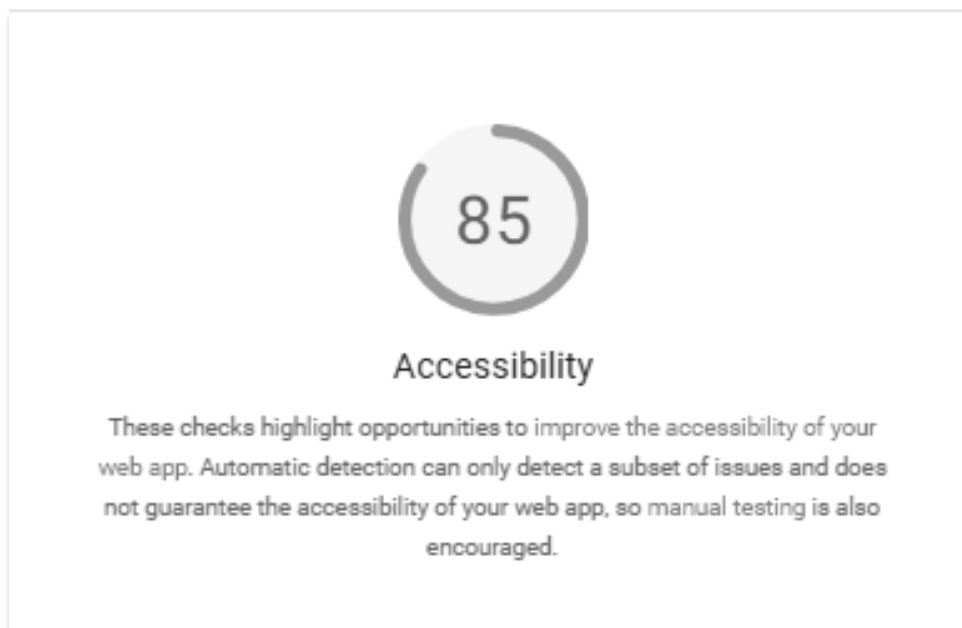 85
Accessibility
These checks highlight opportunities to improve the accessibility of your
web app. Automatic detection can only detect a subset of issues and does
not guarantee the accessibility of your web app, so manual testing is also
encouraged.